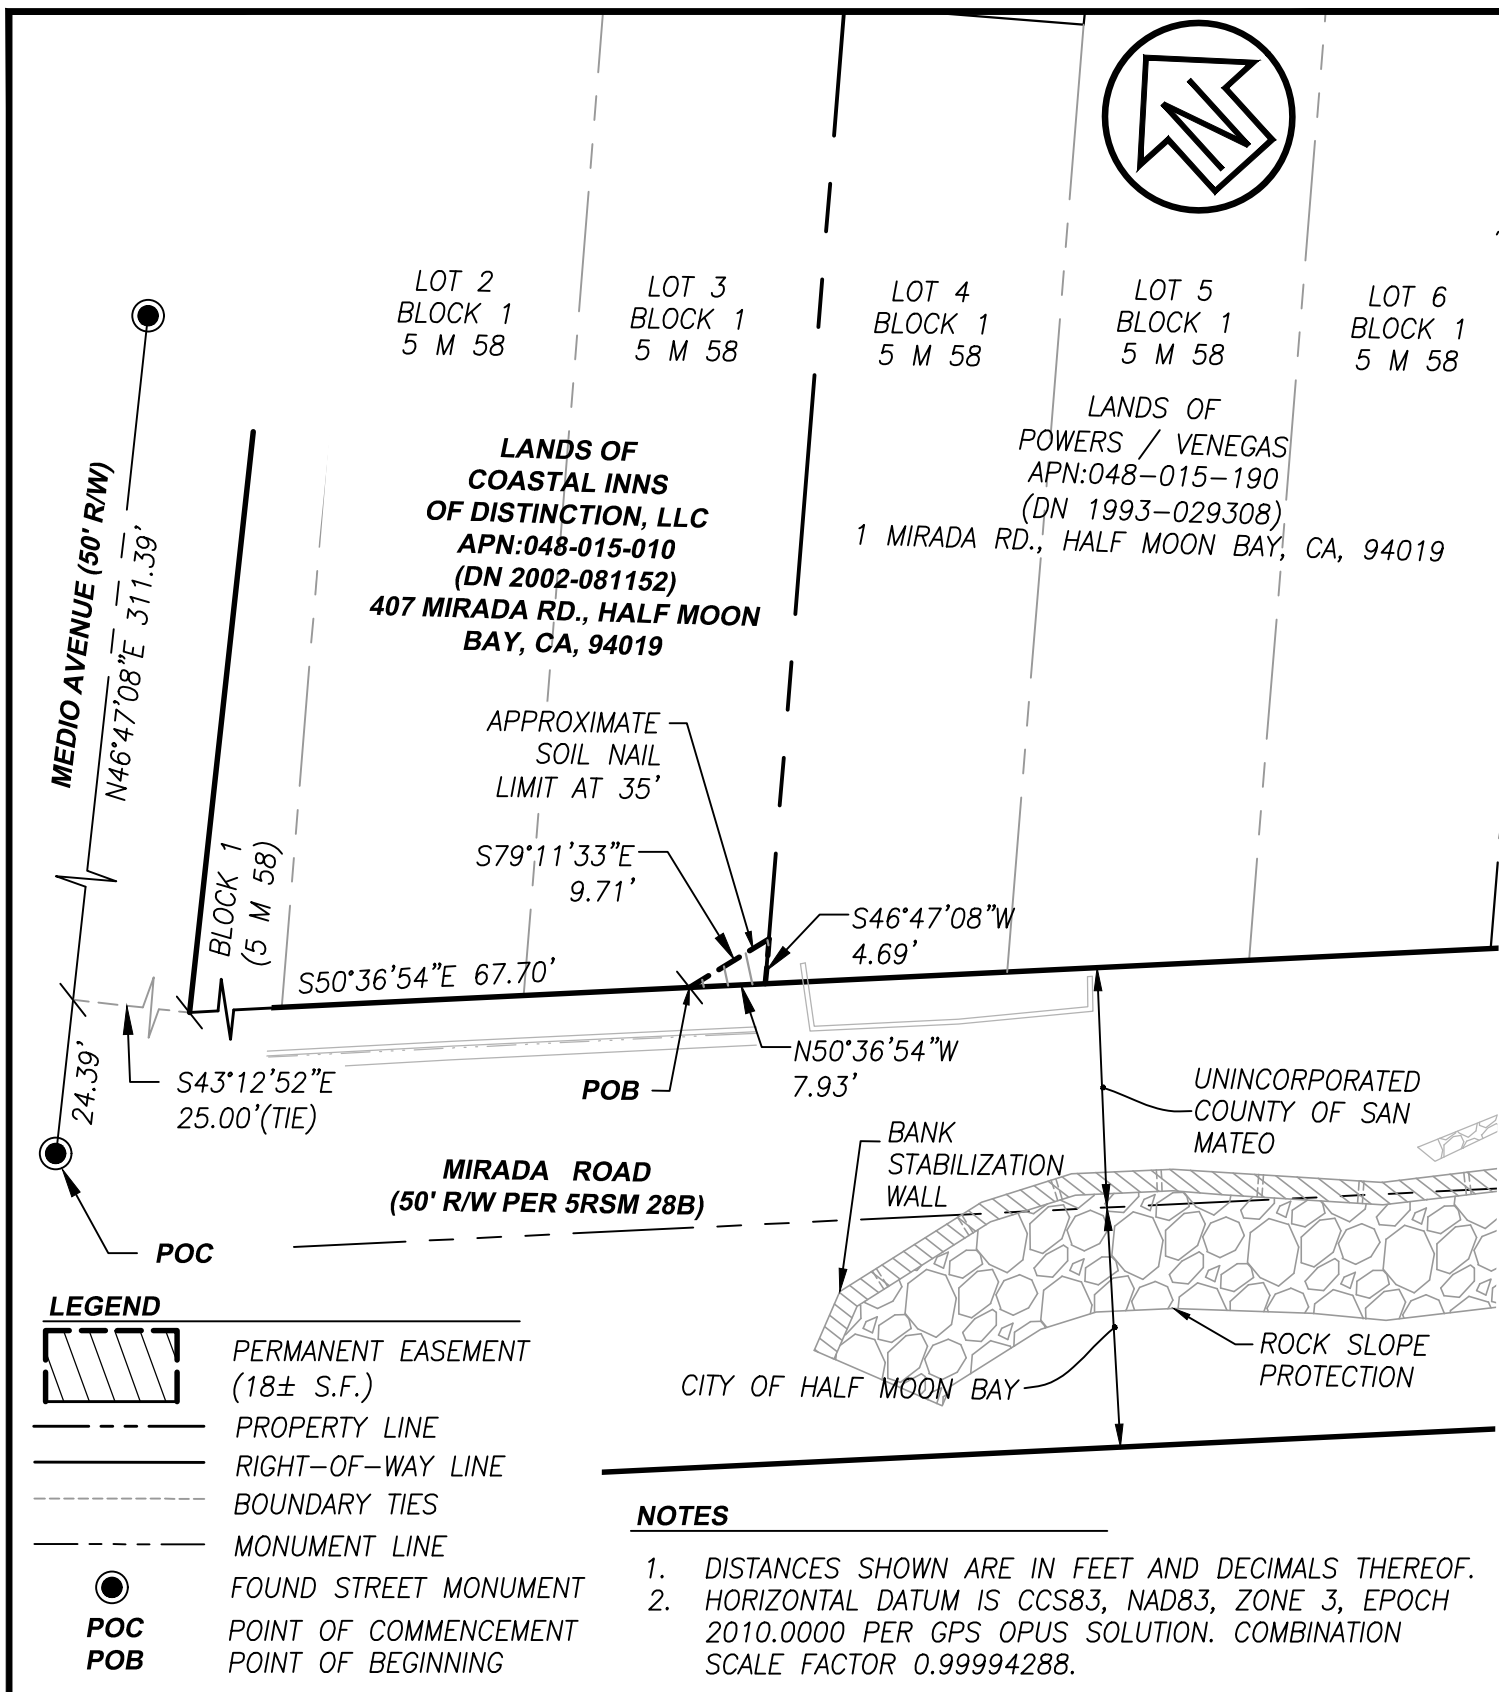 N
LOT 2
BLOCK 1
5 M 58
LOT 3
BLOCK 1
5 M 58
LOT 4
BLOCK 1
5 M 58
LOT 5
BLOCK 1
5 M 58
LOT 6
BLOCK 1
5 M 58
LANDS OF
COASTAL INNS
OF DISTINCTION, LLC
APN:048-015-010
(DN 2002-081152)
407 MIRADA RD., HALF MOON
BAY, CA, 94019
LANDS OF
POWERS / VENEGAS
APN:048-015-190
(DN 1993-029308)
1 MIRADA RD., HALF MOON BAY, CA, 94019
MEDIO AVENUE (50' R/W)
N46°47'08"E 311.39'
APPROXIMATE
SOIL NAIL
LIMIT AT 35'
S79°11'33"E
9.71'
BLOCK 1
(5 M 58)
S46°47'08"W
4.69'
S50°36'54"E 67.70'
24.39'
S43°12'52"E
25.00'(TIE)
POB
N50°36'54"W
7.93'
UNINCORPORATED
COUNTY OF SAN
MATEO
BANK
STABILIZATION
WALL
MIRADA ROAD
(50' R/W PER 5RSM 28B)
POC
CITY OF HALF MOON BAY
ROCK SLOPE
PROTECTION
LEGEND
PERMANENT EASEMENT
(18± S.F.)
PROPERTY LINE
RIGHT-OF-WAY LINE
BOUNDARY TIES
MONUMENT LINE
FOUND STREET MONUMENT
POC POINT OF COMMENCEMENT
POB POINT OF BEGINNING
NOTES
1. DISTANCES SHOWN ARE IN FEET AND DECIMALS THEREOF.
2. HORIZONTAL DATUM IS CCS83, NAD83, ZONE 3, EPOCH
2010.0000 PER GPS OPUS SOLUTION. COMBINATION
SCALE FACTOR 0.99994288.